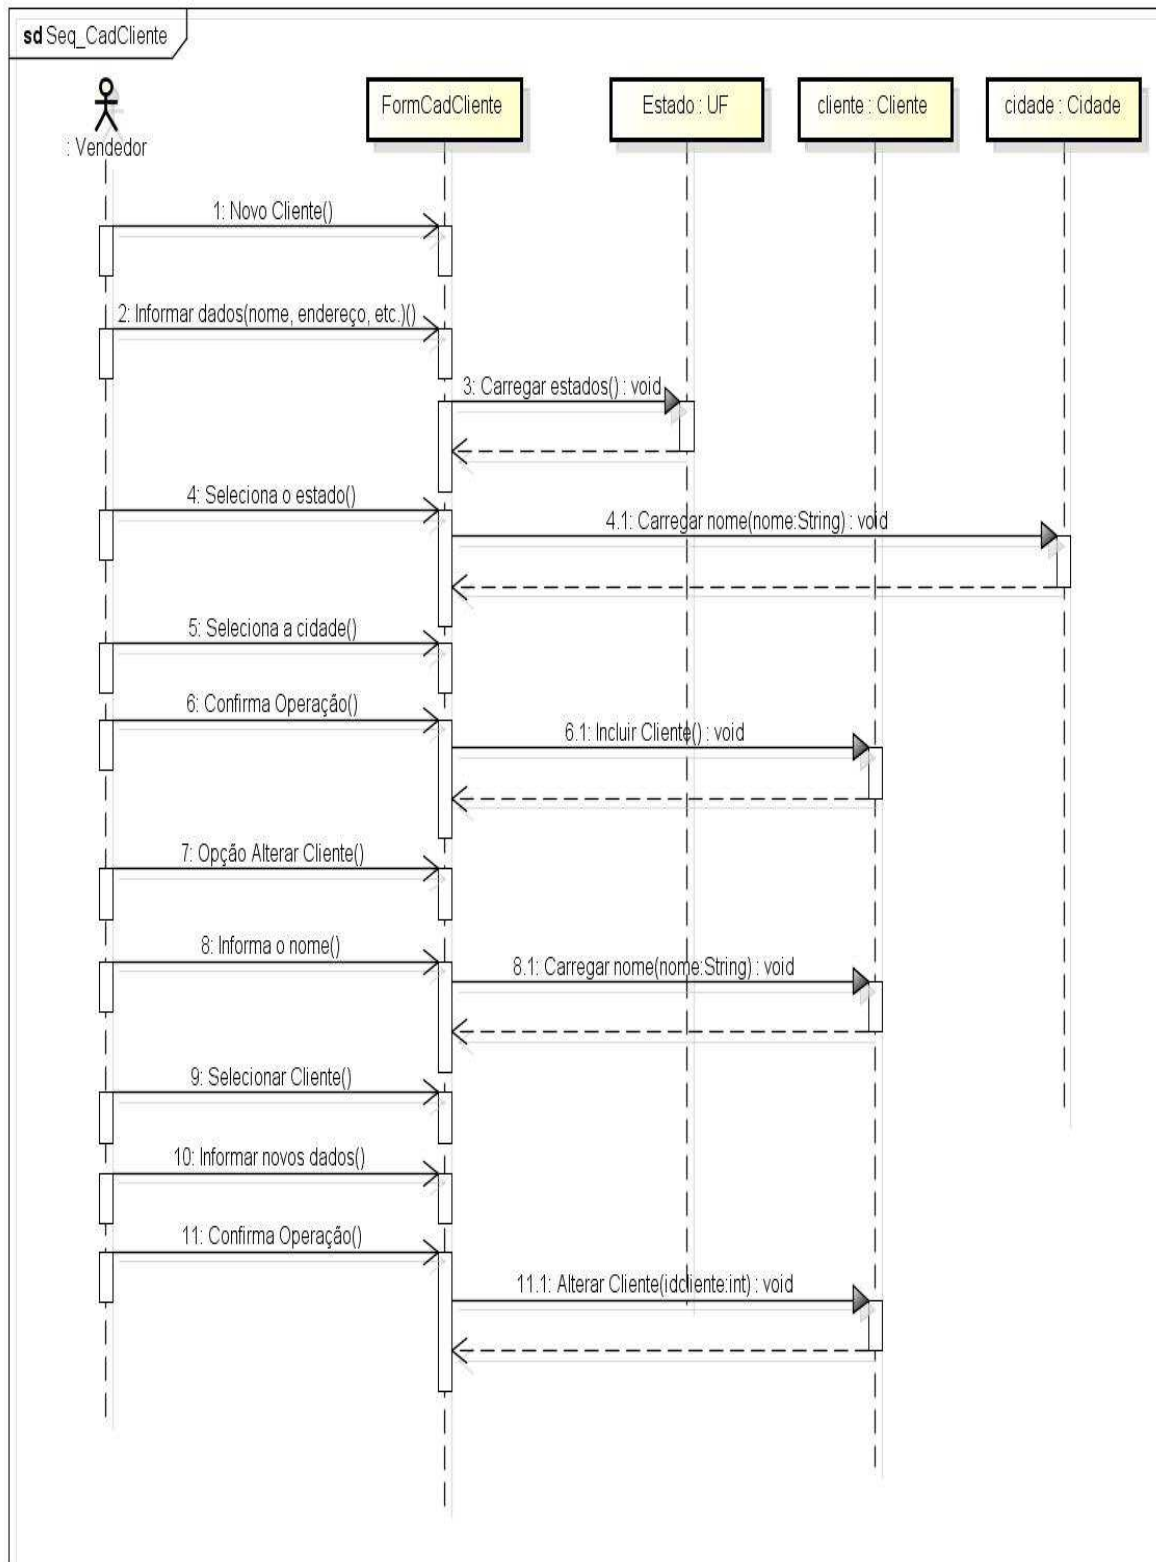 sd Seq_CadCliente
: Vendedor
FormCadCliente
Estado : UF
cliente : Cliente
cidade : Cidade
1: Novo Cliente()
2: Informar dados(nome, endereço, etc.)()
3: Carregar estados() : void
4: Seleciona o estado()
4.1: Carregar nome(nome:String) : void
5: Seleciona a cidade()
6: Confirma Operação()
6.1: Incluir Cliente() : void
7: Opção Alterar Cliente()
8: Informa o nome()
8.1: Carregar nome(nome:String) : void
9: Selecionar Cliente()
10: Informar novos dados()
11: Confirma Operação()
11.1: Alterar Cliente(idcliente:int) : void